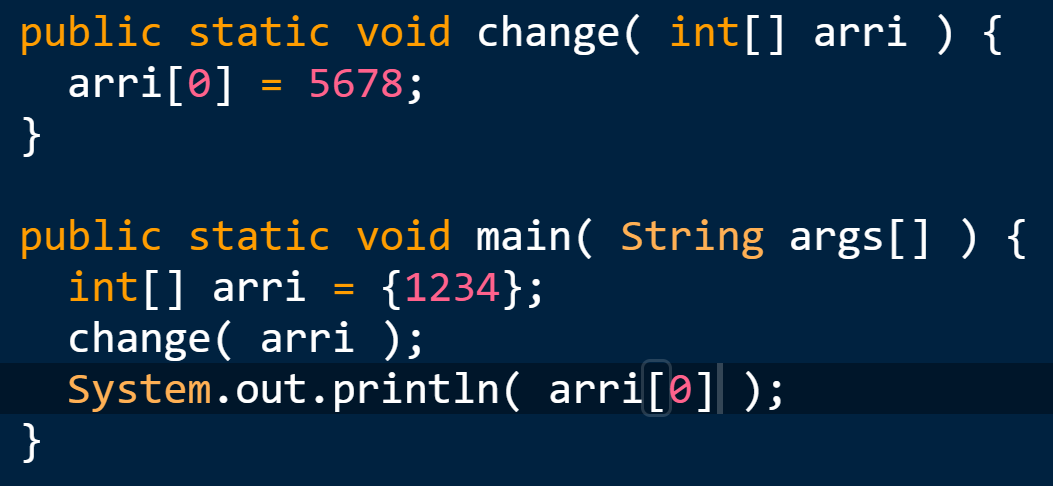 public static void change( int[] arri ) {
  arri[0] = 5678;
}

public static void main( String args[] ) {
  int[] arri = {1234};
  change( arri );
  System.out.println( arri[0] );
}